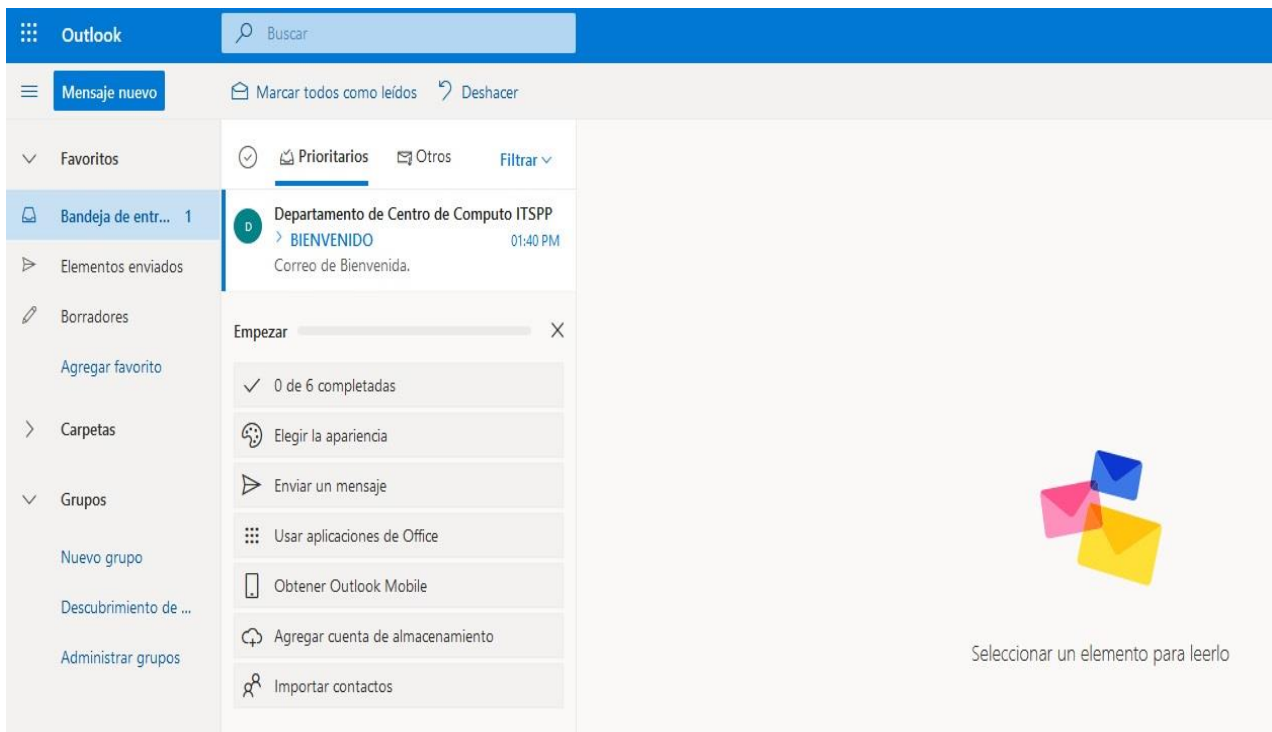 Outlook
Buscar
Mensaje nuevo
Marcar todos como leídos
Deshacer
Favoritos
Bandeja de entr... 1
Elementos enviados
Borradores
Agregar favorito
Carpetas
Grupos
Nuevo grupo
Descubrimiento de ...
Administrar grupos
Prioritarios
Otros
Filtrar
D
Departamento de Centro de Computo ITSPP
BIENVENIDO 01:40 PM
Correo de Bienvenida.
Empezar
0 de 6 completadas
Elegir la apariencia
Enviar un mensaje
Usar aplicaciones de Office
Obtener Outlook Mobile
Agregar cuenta de almacenamiento
Importar contactos
Seleccionar un elemento para leerlo